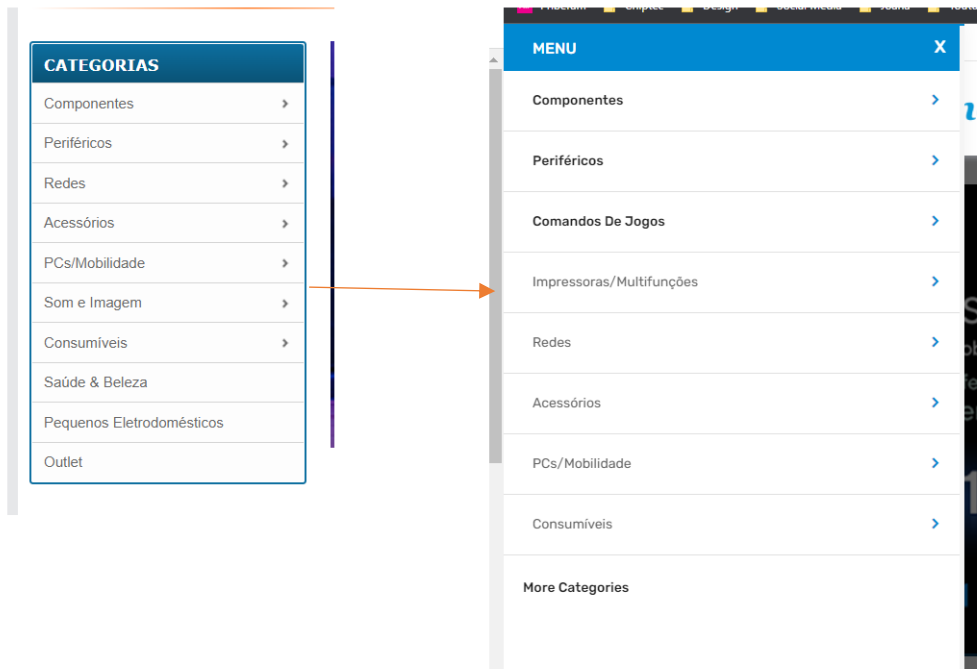 CATEGORIAS
Componentes
Periféricos
Redes
Acessórios
PCs/Mobilidade
Som e Imagem
Consumíveis
Saúde & Beleza
Pequenos Eletrodomésticos
Outlet
MENU X
Componentes
Periféricos
Comandos De Jogos
Impressoras/Multifunções
Redes
Acessórios
PCs/Mobilidade
Consumíveis
More Categories